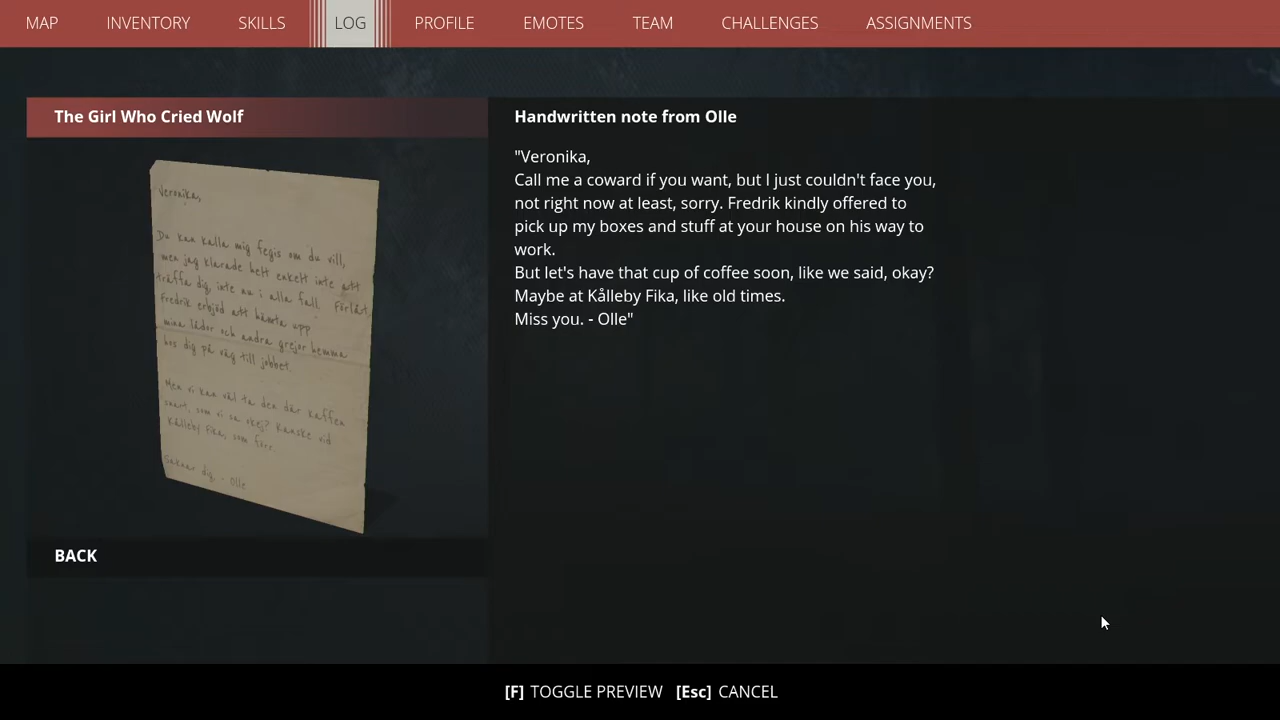 MAP INVENTORY SKILLS LOG PROFILE EMOTES TEAM CHALLENGES ASSIGNMENTS
The Girl Who Cried Wolf
Veronika,
Du kan kalla mig fegis om du vill,
men jag klarade helt enkelt inte att
träffa dig, inte nu i alla fall. Förlåt,
Fredrik erbjöd att hämta upp
mina lådor och andra grejor hemma
hos dig på väg till jobbet.
Men vi kan väl ta den där kaffen
snart, som vi sa okej? Kanske vid
Kålleby Fika, som förr.
Saknar dig, - Olle
BACK
Handwritten note from Olle
"Veronika,
Call me a coward if you want, but I just couldn't face you,
not right now at least, sorry. Fredrik kindly offered to
pick up my boxes and stuff at your house on his way to
work.
But let's have that cup of coffee soon, like we said, okay?
Maybe at Kålleby Fika, like old times.
Miss you. - Olle"
[F] TOGGLE PREVIEW [Esc] CANCEL